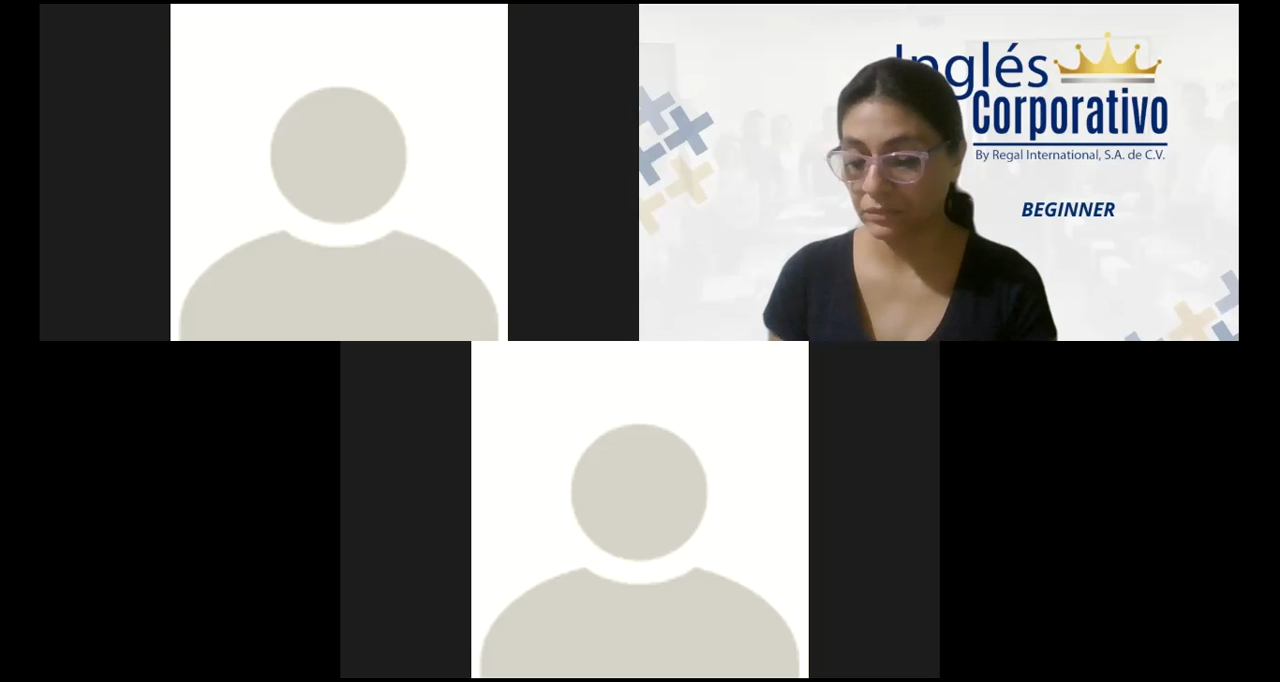 Inglés
Corporativo
By Regal International, S.A. de C.V.
BEGINNER